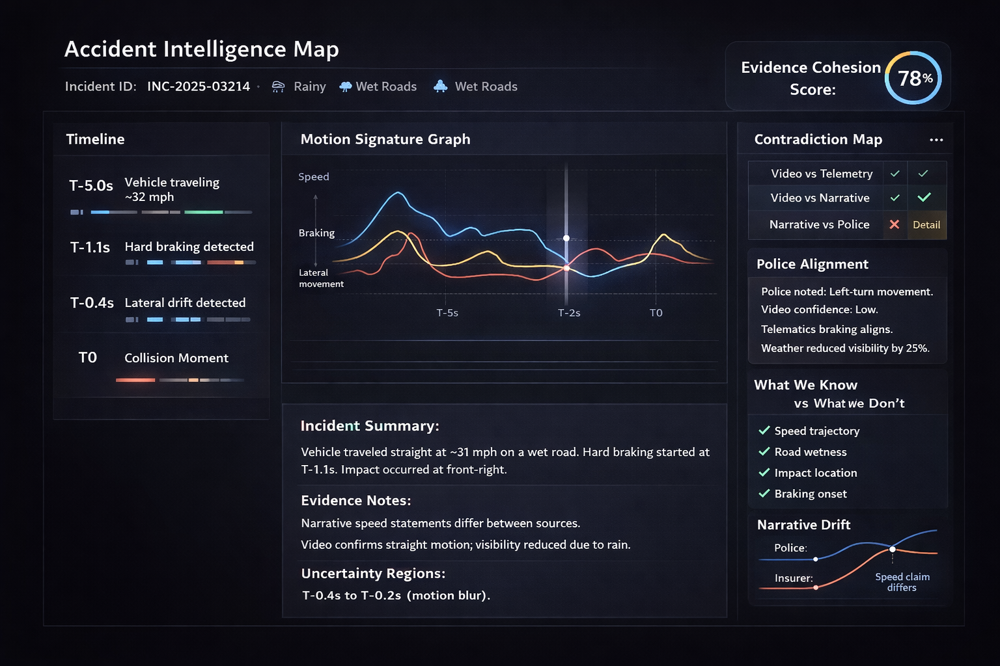 Accident Intelligence Map
Incident ID: INC-2025-03214 · Rainy Wet Roads Wet Roads
Evidence Cohesion
Score:
78%
Timeline
T-5.0s Vehicle traveling
~32 mph
T-1.1s Hard braking detected
T-0.4s Lateral drift detected
T0 Collision Moment
Motion Signature Graph
Speed
Braking
Lateral
movement
T-5s T-2s T0
Incident Summary:
Vehicle traveled straight at ~31 mph on a wet road. Hard braking started at
T-1.1s. Impact occurred at front-right.
Evidence Notes:
Narrative speed statements differ between sources.
Video confirms straight motion; visibility reduced due to rain.
Uncertainty Regions:
T-0.4s to T-0.2s (motion blur).
Contradiction Map ...
Video vs Telemetry
Video vs Narrative
Narrative vs Police Detail
Police Alignment
Police noted: Left-turn movement.
Video confidence: Low.
Telematics braking aligns.
Weather reduced visibility by 25%.
What We Know
vs What we Don't
Speed trajectory
Road wetness
Impact location
Braking onset
Narrative Drift
Police:
Insurer:
Speed claim
differs